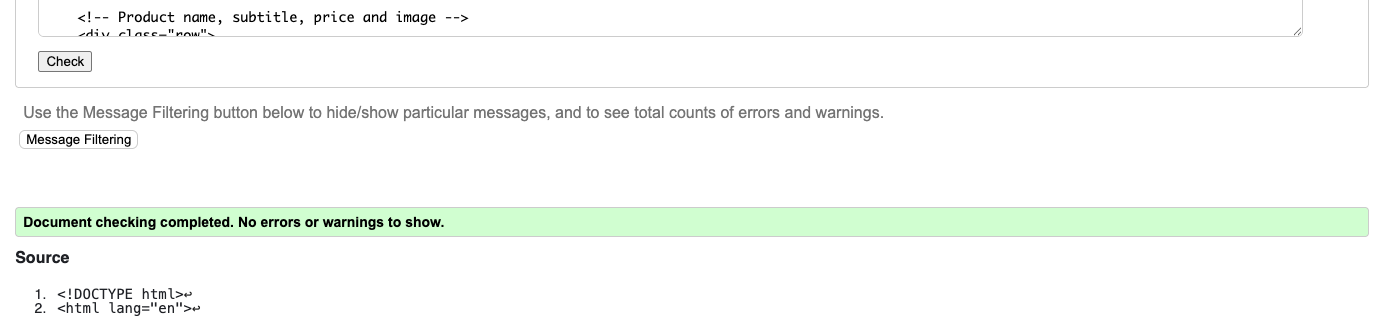 <!-- Product name, subtitle, price and image -->
<div class="row">
Check
Use the Message Filtering button below to hide/show particular messages, and to see total counts of errors and warnings.
Message Filtering
Document checking completed. No errors or warnings to show.
Source
1. <!DOCTYPE html>↩
2. <html lang="en">↩